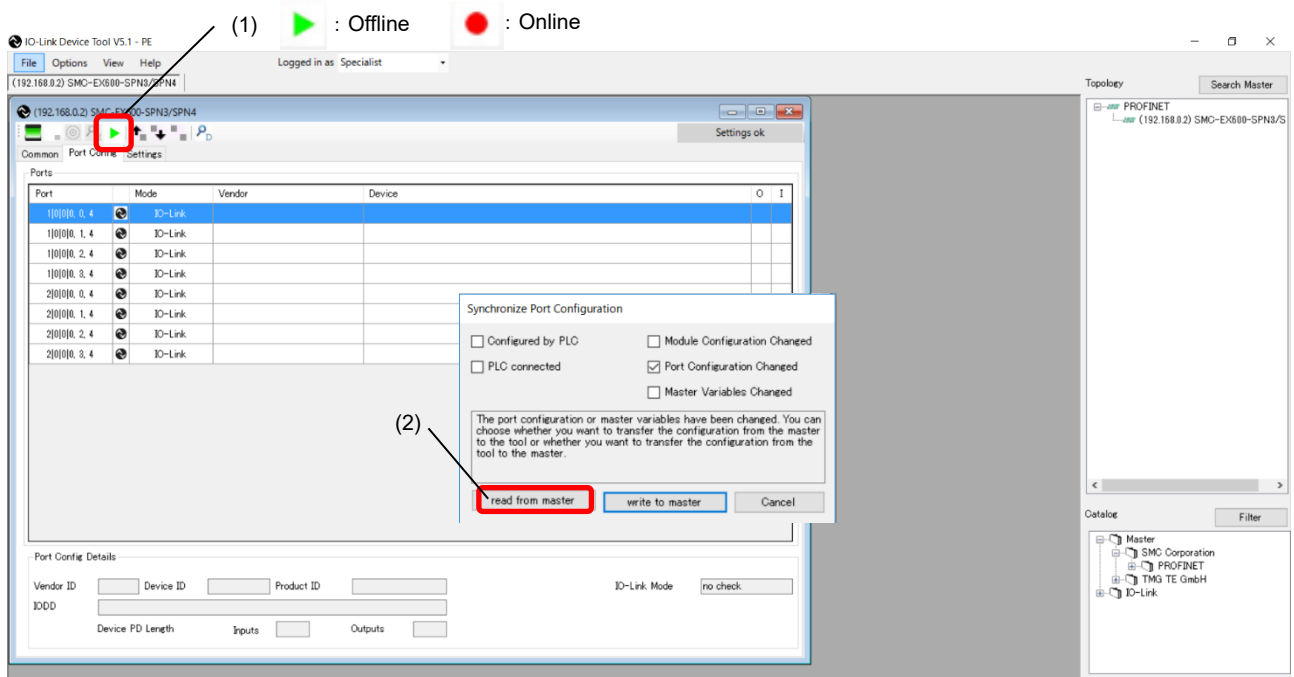 (1)
: Offline
: Online
IO-Link Device Tool V5.1 - PE
File Options View Help
Logged in as Specialist
(192.168.0.2) SMC-EX600-SPN3/SPN4
(192.168.0.2) SMC-EX600-SPN3/SPN4
Settings ok
Common Port Config Settings
Ports
Port Mode Vendor Device O I
1|0|0|0, 0, 4 IO-Link
1|0|0|0, 1, 4 IO-Link
1|0|0|0, 2, 4 IO-Link
1|0|0|0, 3, 4 IO-Link
2|0|0|0, 0, 4 IO-Link
2|0|0|0, 1, 4 IO-Link
2|0|0|0, 2, 4 IO-Link
2|0|0|0, 3, 4 IO-Link
Synchronize Port Configuration
Configured by PLC
Module Configuration Changed
PLC connected
Port Configuration Changed
Master Variables Changed
The port configuration or master variables have been changed. You can
choose whether you want to transfer the configuration from the master
to the tool or whether you want to transfer the configuration from the
tool to the master.
(2)
read from master write to master Cancel
Port Config Details
Vendor ID Device ID Product ID IO-Link Mode no check
IODD
Device PD Length Inputs Outputs
Topology Search Master
PROFINET
(192.168.0.2) SMC-EX600-SPN3/S
Catalog Filter
Master
SMC Corporation
PROFINET
TMG TE GmbH
IO-Link